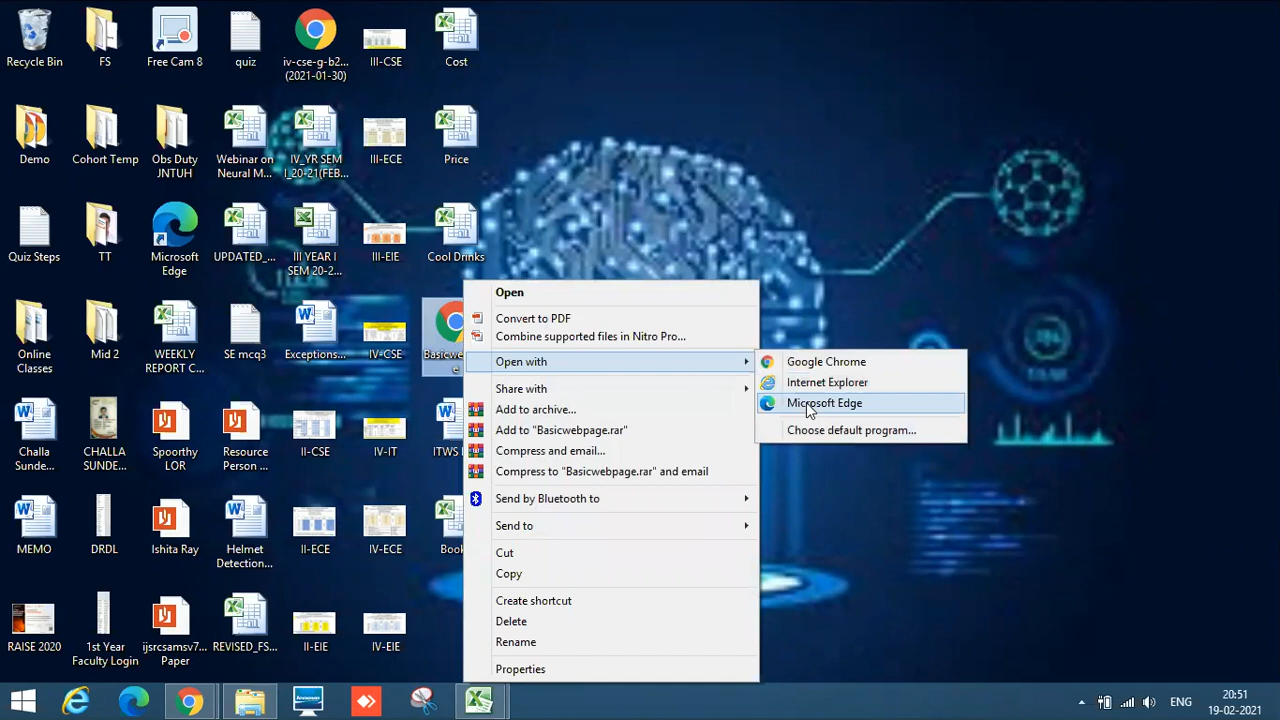 Recycle Bin
FS
Free Cam 8
quiz
iv-cse-g-b2...
(2021-01-30)
III-CSE
Cost
Demo
Cohort Temp
Obs Duty
JNTUH
Webinar on
Neural M...
IV_YR SEM
I_20-21(FEB...
III-ECE
Price
Quiz Steps
TT
Microsoft
Edge
UPDATED_...
III YEAR I
SEM 20-2...
III-EIE
Cool Drinks
Online
Classes
Mid 2
WEEKLY
REPORT C...
SE mcq3
Exceptions...
IV-CSE
Basicwe
e
Challa
Sunde...
CHALLA
SUNDE...
Spoorthy
LOR
Resource
Person ...
II-CSE
IV-IT
ITWS
MEMO
DRDL
Ishita Ray
Helmet
Detection...
II-ECE
IV-ECE
Book
RAISE 2020
1st Year
Faculty Login
ijsrcsamsv7...
Paper
REVISED_FS...
II-EIE
IV-EIE
Open
Convert to PDF
Combine supported files in Nitro Pro...
Open with
Share with
Add to archive...
Add to "Basicwebpage.rar"
Compress and email...
Compress to "Basicwebpage.rar" and email
Send by Bluetooth to
Send to
Cut
Copy
Create shortcut
Delete
Rename
Properties
Google Chrome
Internet Explorer
Microsoft Edge
Choose default program...
ENG
20:51
19-02-2021